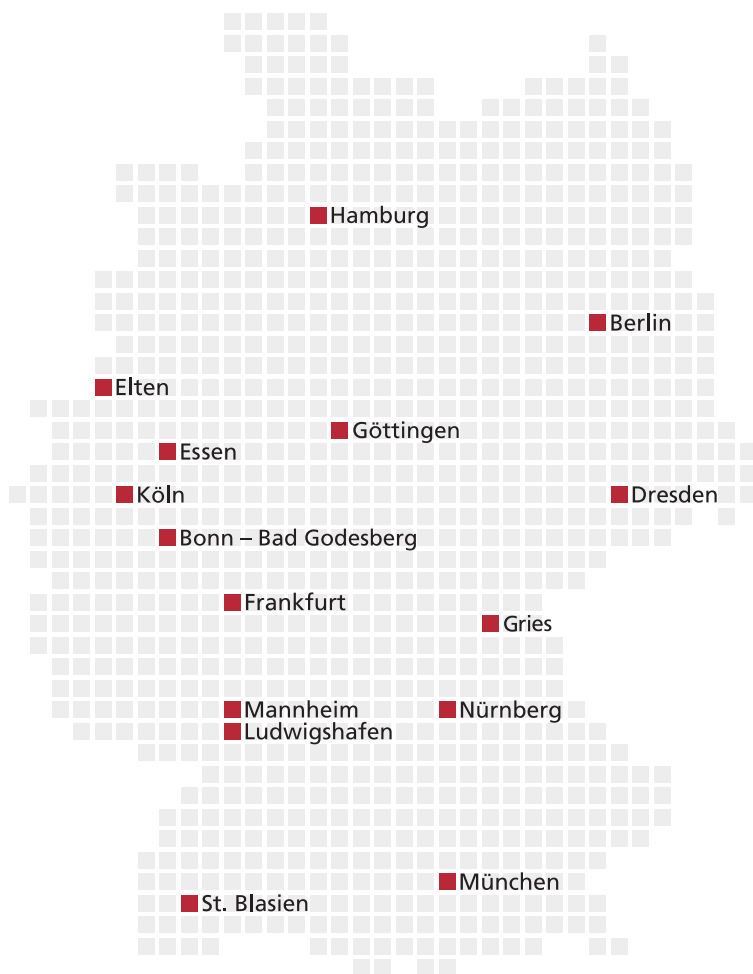 Hamburg
Berlin
Elten
Göttingen
Essen
Köln
Dresden
Bonn – Bad Godesberg
Frankfurt
Gries
Mannheim
Nürnberg
Ludwigshafen
München
St. Blasien